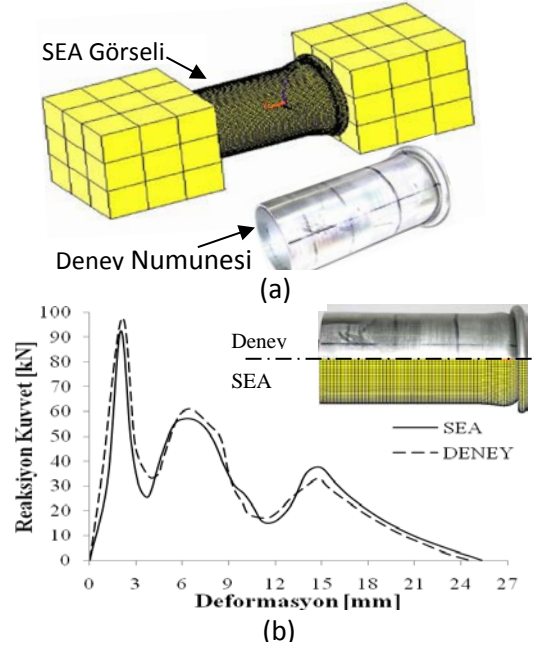 SEA Görseli
Deney Numunesi
(a)
Reaksiyon Kuvvet [kN]
100
90
80
70
60
50
40
30
20
10
0
Deney
SEA
SEA
DENEY
0 3 6 9 12 15 18 21 24 27
Deformasyon [mm]
(b)